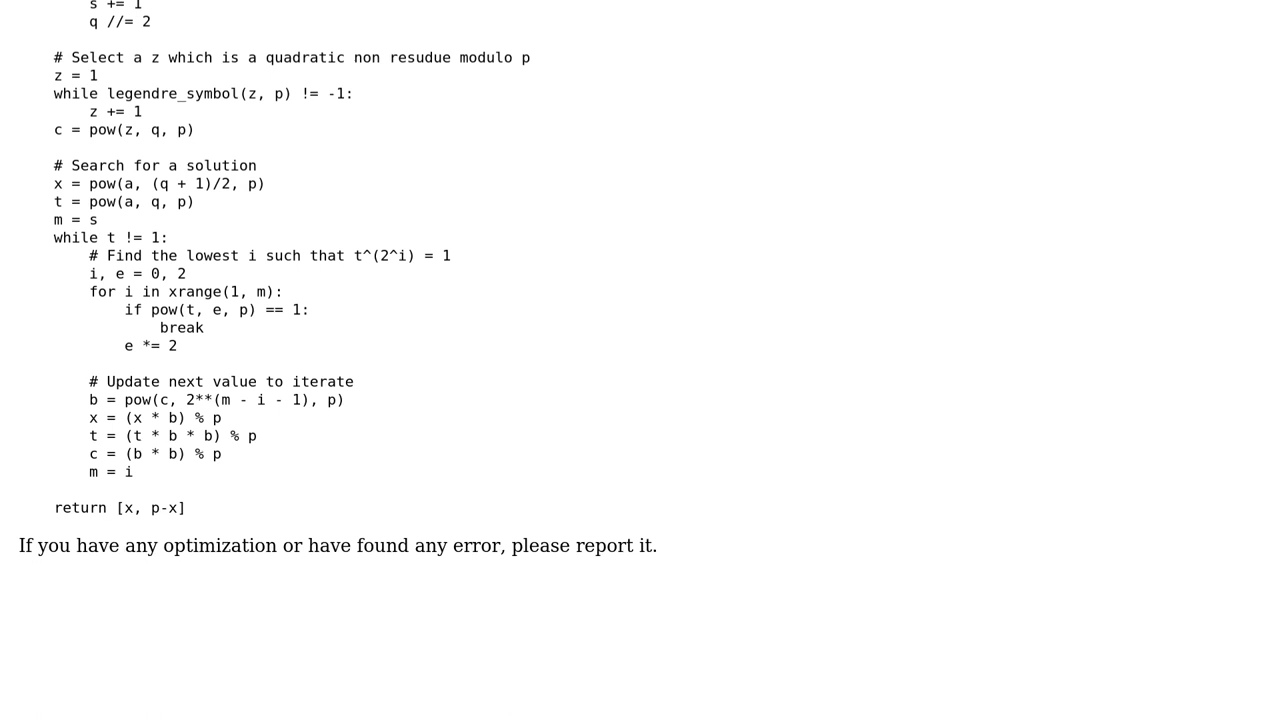 s += 1
q //= 2
# Select a z which is a quadratic non resudue modulo p
z = 1
while legendre_symbol(z, p) != -1:
z += 1
c = pow(z, q, p)
# Search for a solution
x = pow(a, (q + 1)/2, p)
t = pow(a, q, p)
m = s
while t != 1:
# Find the lowest i such that t^(2^i) = 1
i, e = 0, 2
for i in xrange(1, m):
if pow(t, e, p) == 1:
break
e *= 2
# Update next value to iterate
b = pow(c, 2**(m - i - 1), p)
x = (x * b) % p
t = (t * b * b) % p
c = (b * b) % p
m = i
return [x, p-x]
If you have any optimization or have found any error, please report it.